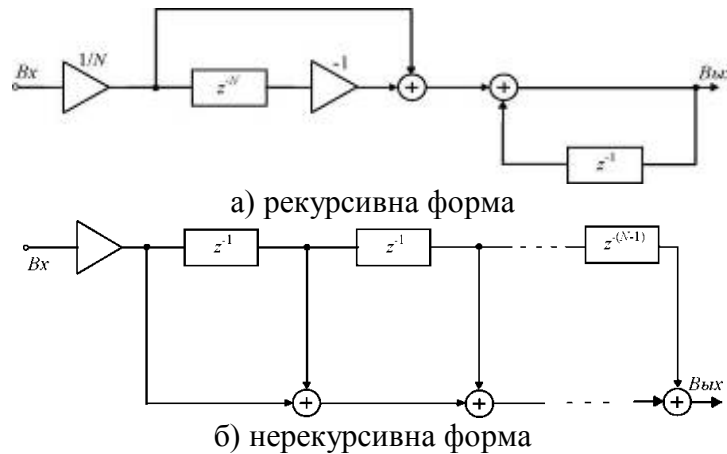 1/N
-1
Вх
z^-N
Вых
z^-1
а) рекурсивна форма
z^-1
z^-1
z^-(N-1)
Вх
Вых
б) нерекурсивна форма